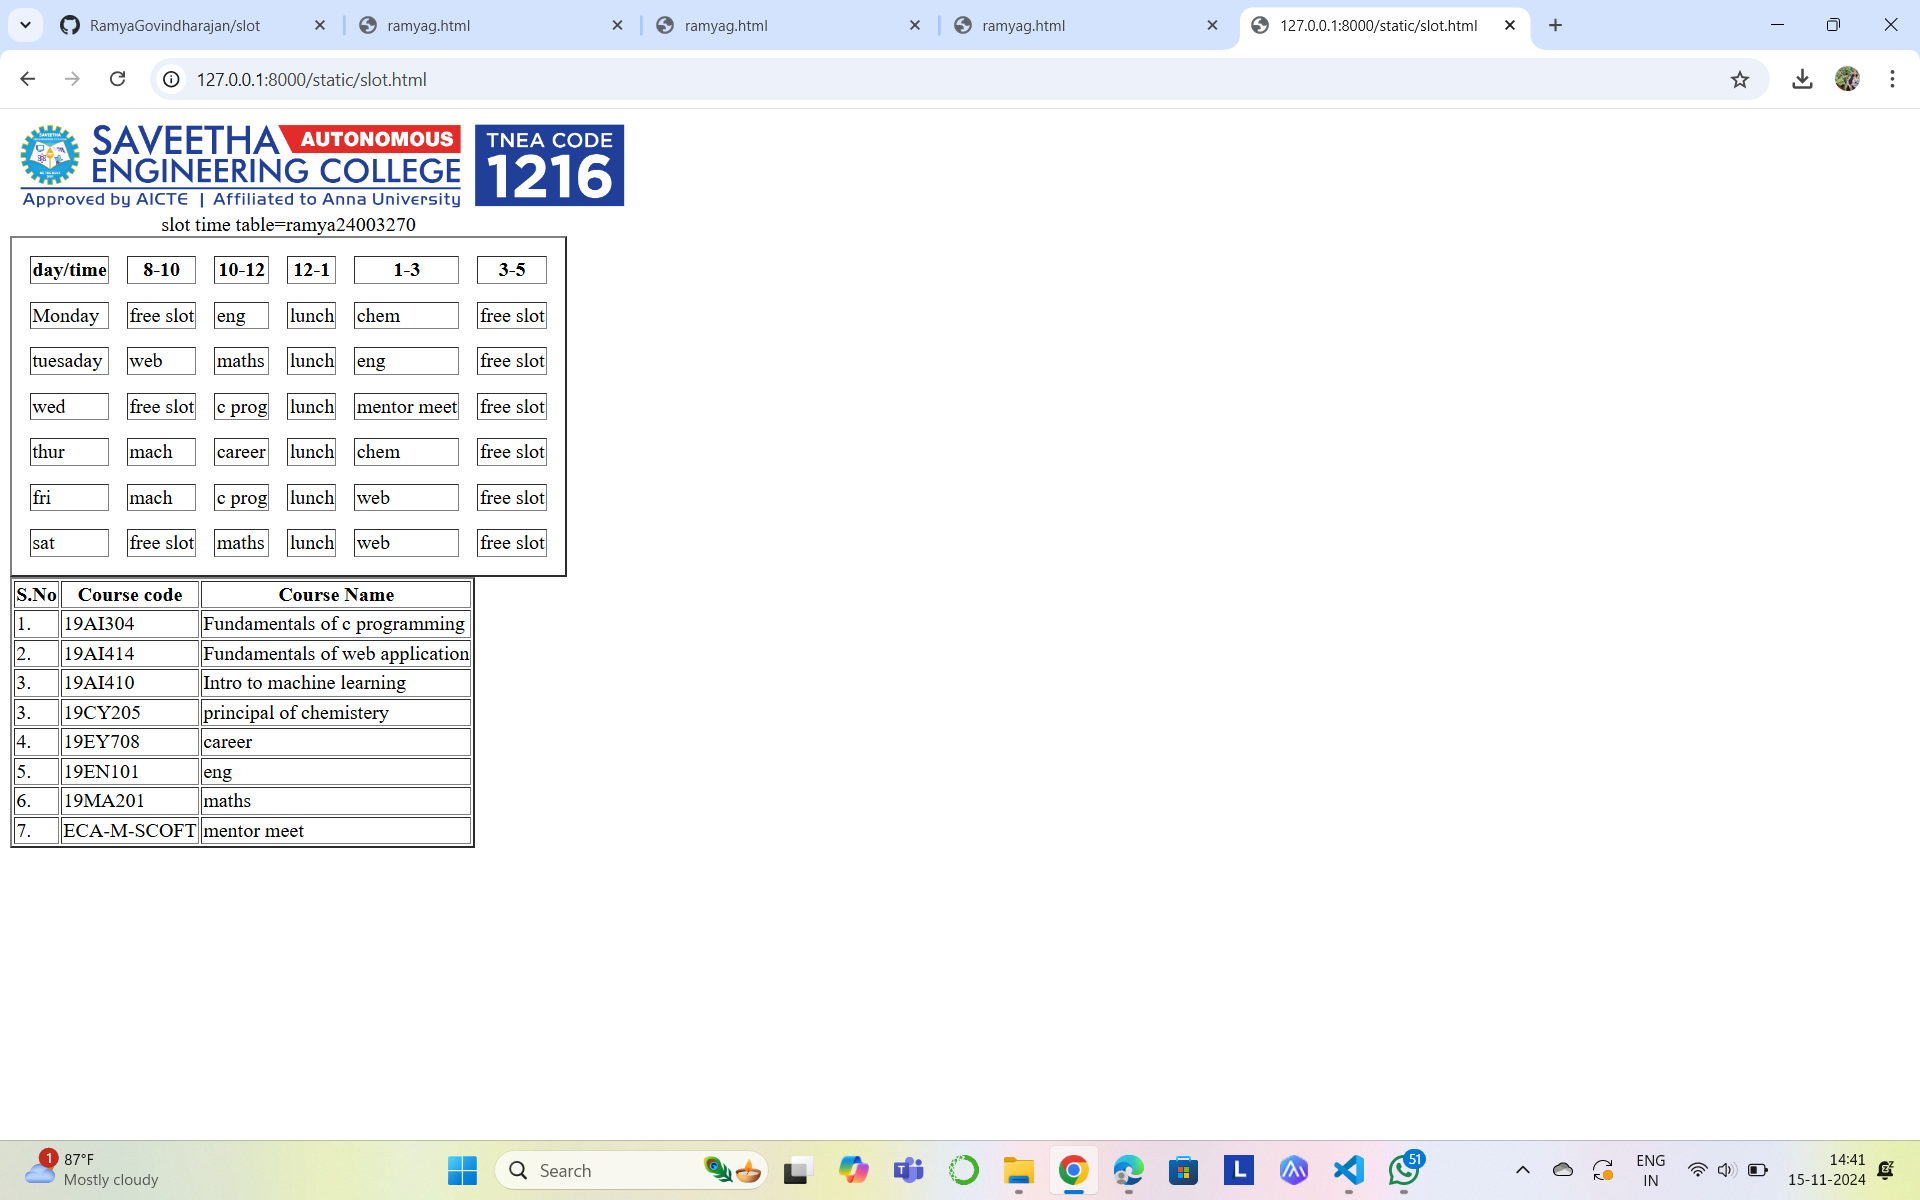 RamyaGovindharajan/slot
ramyag.html
ramyag.html
ramyag.html
127.0.0.1:8000/static/slot.html
127.0.0.1:8000/static/slot.html
SAVEETHA AUTONOMOUS
ENGINEERING COLLEGE
Approved by AICTE | Affiliated to Anna University
TNEA CODE
1216
slot time table=ramya24003270
day/time 8-10 10-12 12-1 1-3 3-5
Monday free slot eng lunch chem free slot
tuesaday web maths lunch eng free slot
wed free slot c prog lunch mentor meet free slot
thur mach career lunch chem free slot
fri mach c prog lunch web free slot
sat free slot maths lunch web free slot
S.No Course code Course Name
1. 19AI304 Fundamentals of c programming
2. 19AI414 Fundamentals of web application
3. 19AI410 Intro to machine learning
3. 19CY205 principal of chemistery
4. 19EY708 career
5. 19EN101 eng
6. 19MA201 maths
7. ECA-M-SCOFT mentor meet
1
87°F
Mostly cloudy
Search
L
51
ENG
IN
14:41
15-11-2024